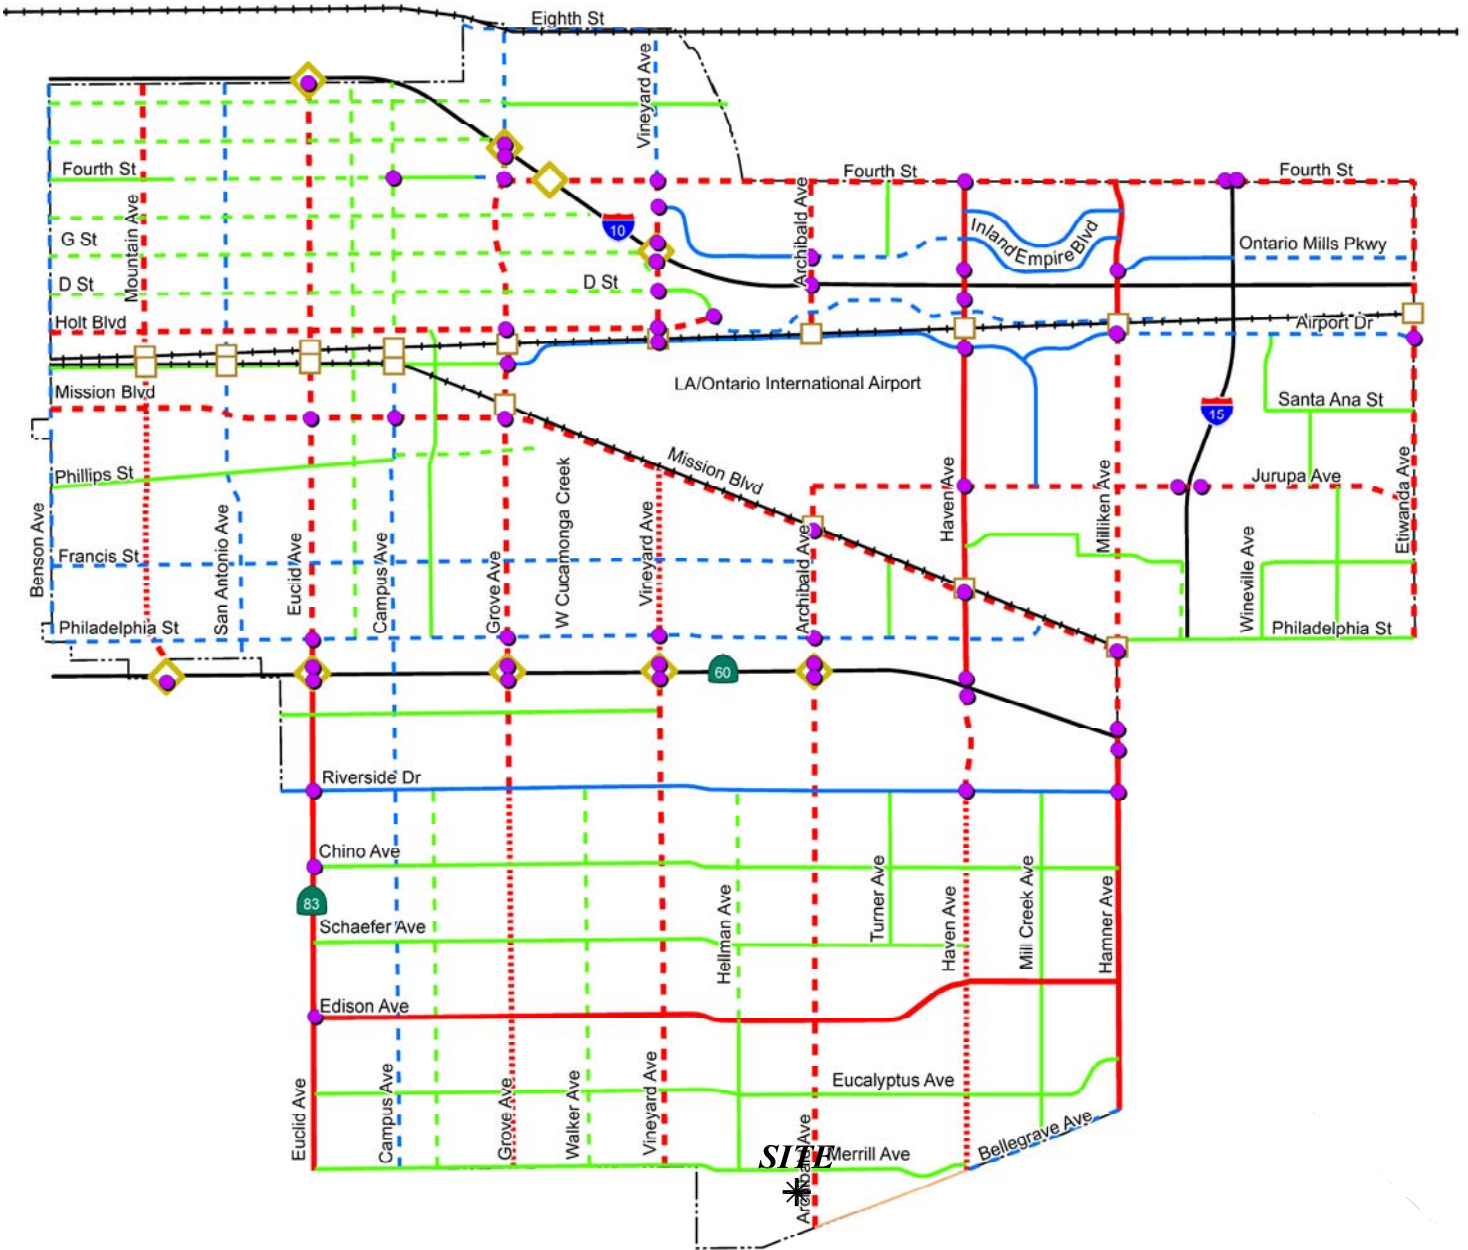 Eighth St
Vineyard Ave
Fourth St
Fourth St
Fourth St
Mountain Ave
Archibald Ave
10
G St
Inland Empire Blvd
Ontario Mills Pkwy
D St
D St
Holt Blvd
Airport Dr
Mission Blvd
LA/Ontario International Airport
Santa Ana St
15
Phillips St
Mission Blvd
Jurupa Ave
Benson Ave
San Antonio Ave
Eucid Ave
Campus Ave
Grove Ave
W Cucamonga Creek
Vineyard Ave
Archibald Ave
Haven Ave
Milliken Ave
Wineville Ave
Etiwanda Ave
Francis St
Philadelphia St
Philadelphia St
60
Riverside Dr
Chino Ave
83
Schaefer Ave
Hellman Ave
Turner Ave
Haven Ave
Mill Creek Ave
Hamner Ave
Edison Ave
Eucalyptus Ave
Euclid Ave
Campus Ave
Grove Ave
Walker Ave
Vineyard Ave
Archibald Ave
SITE
Merrill Ave
Bellegrave Ave